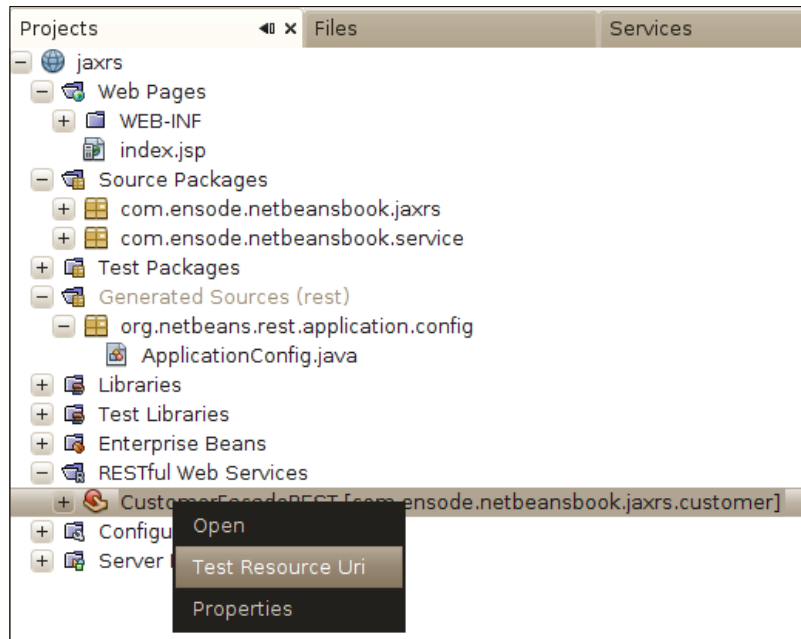 Projects Files Services
jaxrs
Web Pages
WEB-INF
index.jsp
Source Packages
com.ensode.netbeansbook.jaxrs
com.ensode.netbeansbook.service
Test Packages
Generated Sources (rest)
org.netbeans.rest.application.config
ApplicationConfig.java
Libraries
Test Libraries
Enterprise Beans
RESTful Web Services
CustomerFacadeREST [com.ensode.netbeansbook.jaxrs.customer]
Configu
Server
Open
Test Resource Uri
Properties